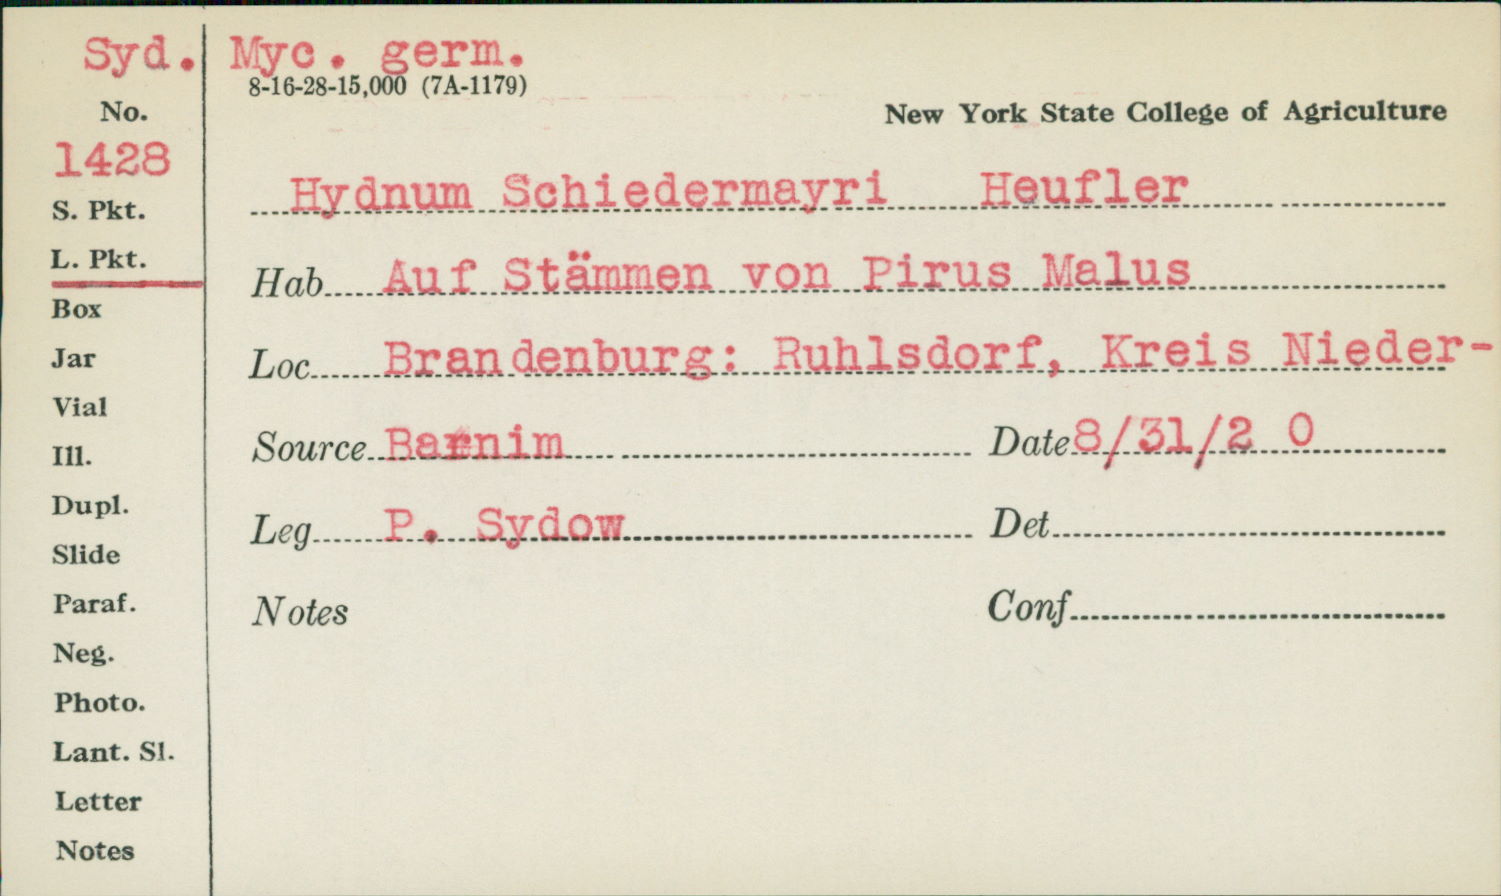 Syd. Myc. germ.
8-16-28-15,000 (7A-1179)
No.
New York State College of Agriculture
1428
Hydnum Schiedermayri Heufler
S. Pkt.
L. Pkt.
Hab Auf Stämmen von Pirus Malus
Box
Jar
Loc Brandenburg: Ruhlsdorf, Kreis Nieder-
Vial
Source Barnim Date 8/31/2 0
Ill.
Dupl.
Leg P. Sydow Det
Slide
Paraf.
Notes Conf
Neg.
Photo.
Lant. Sl.
Letter
Notes